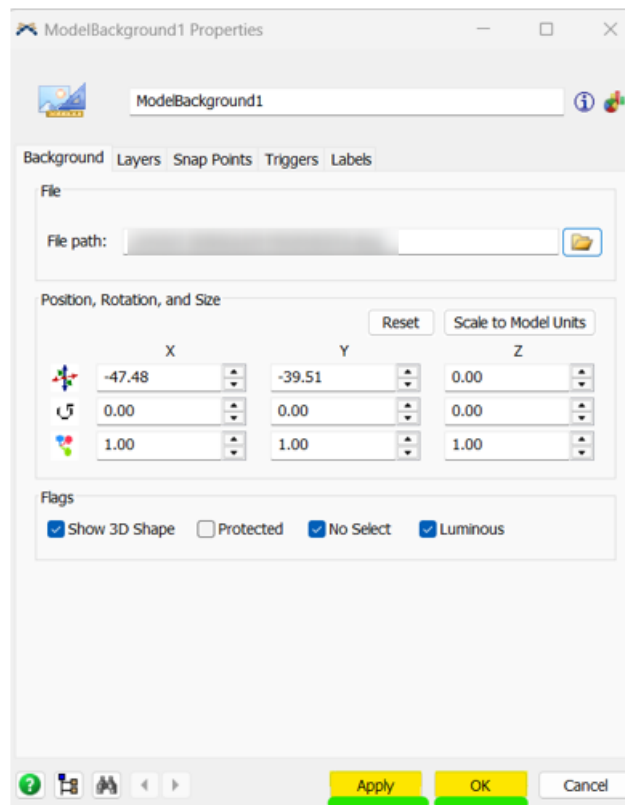 ModelBackground1 Properties
ModelBackground1
Background Layers Snap Points Triggers Labels
File
File path:
Position, Rotation, and Size
Reset Scale to Model Units
X Y Z
-47.48 -39.51 0.00
0.00 0.00 0.00
1.00 1.00 1.00
Flags
Show 3D Shape Protected No Select Luminous
Apply OK Cancel